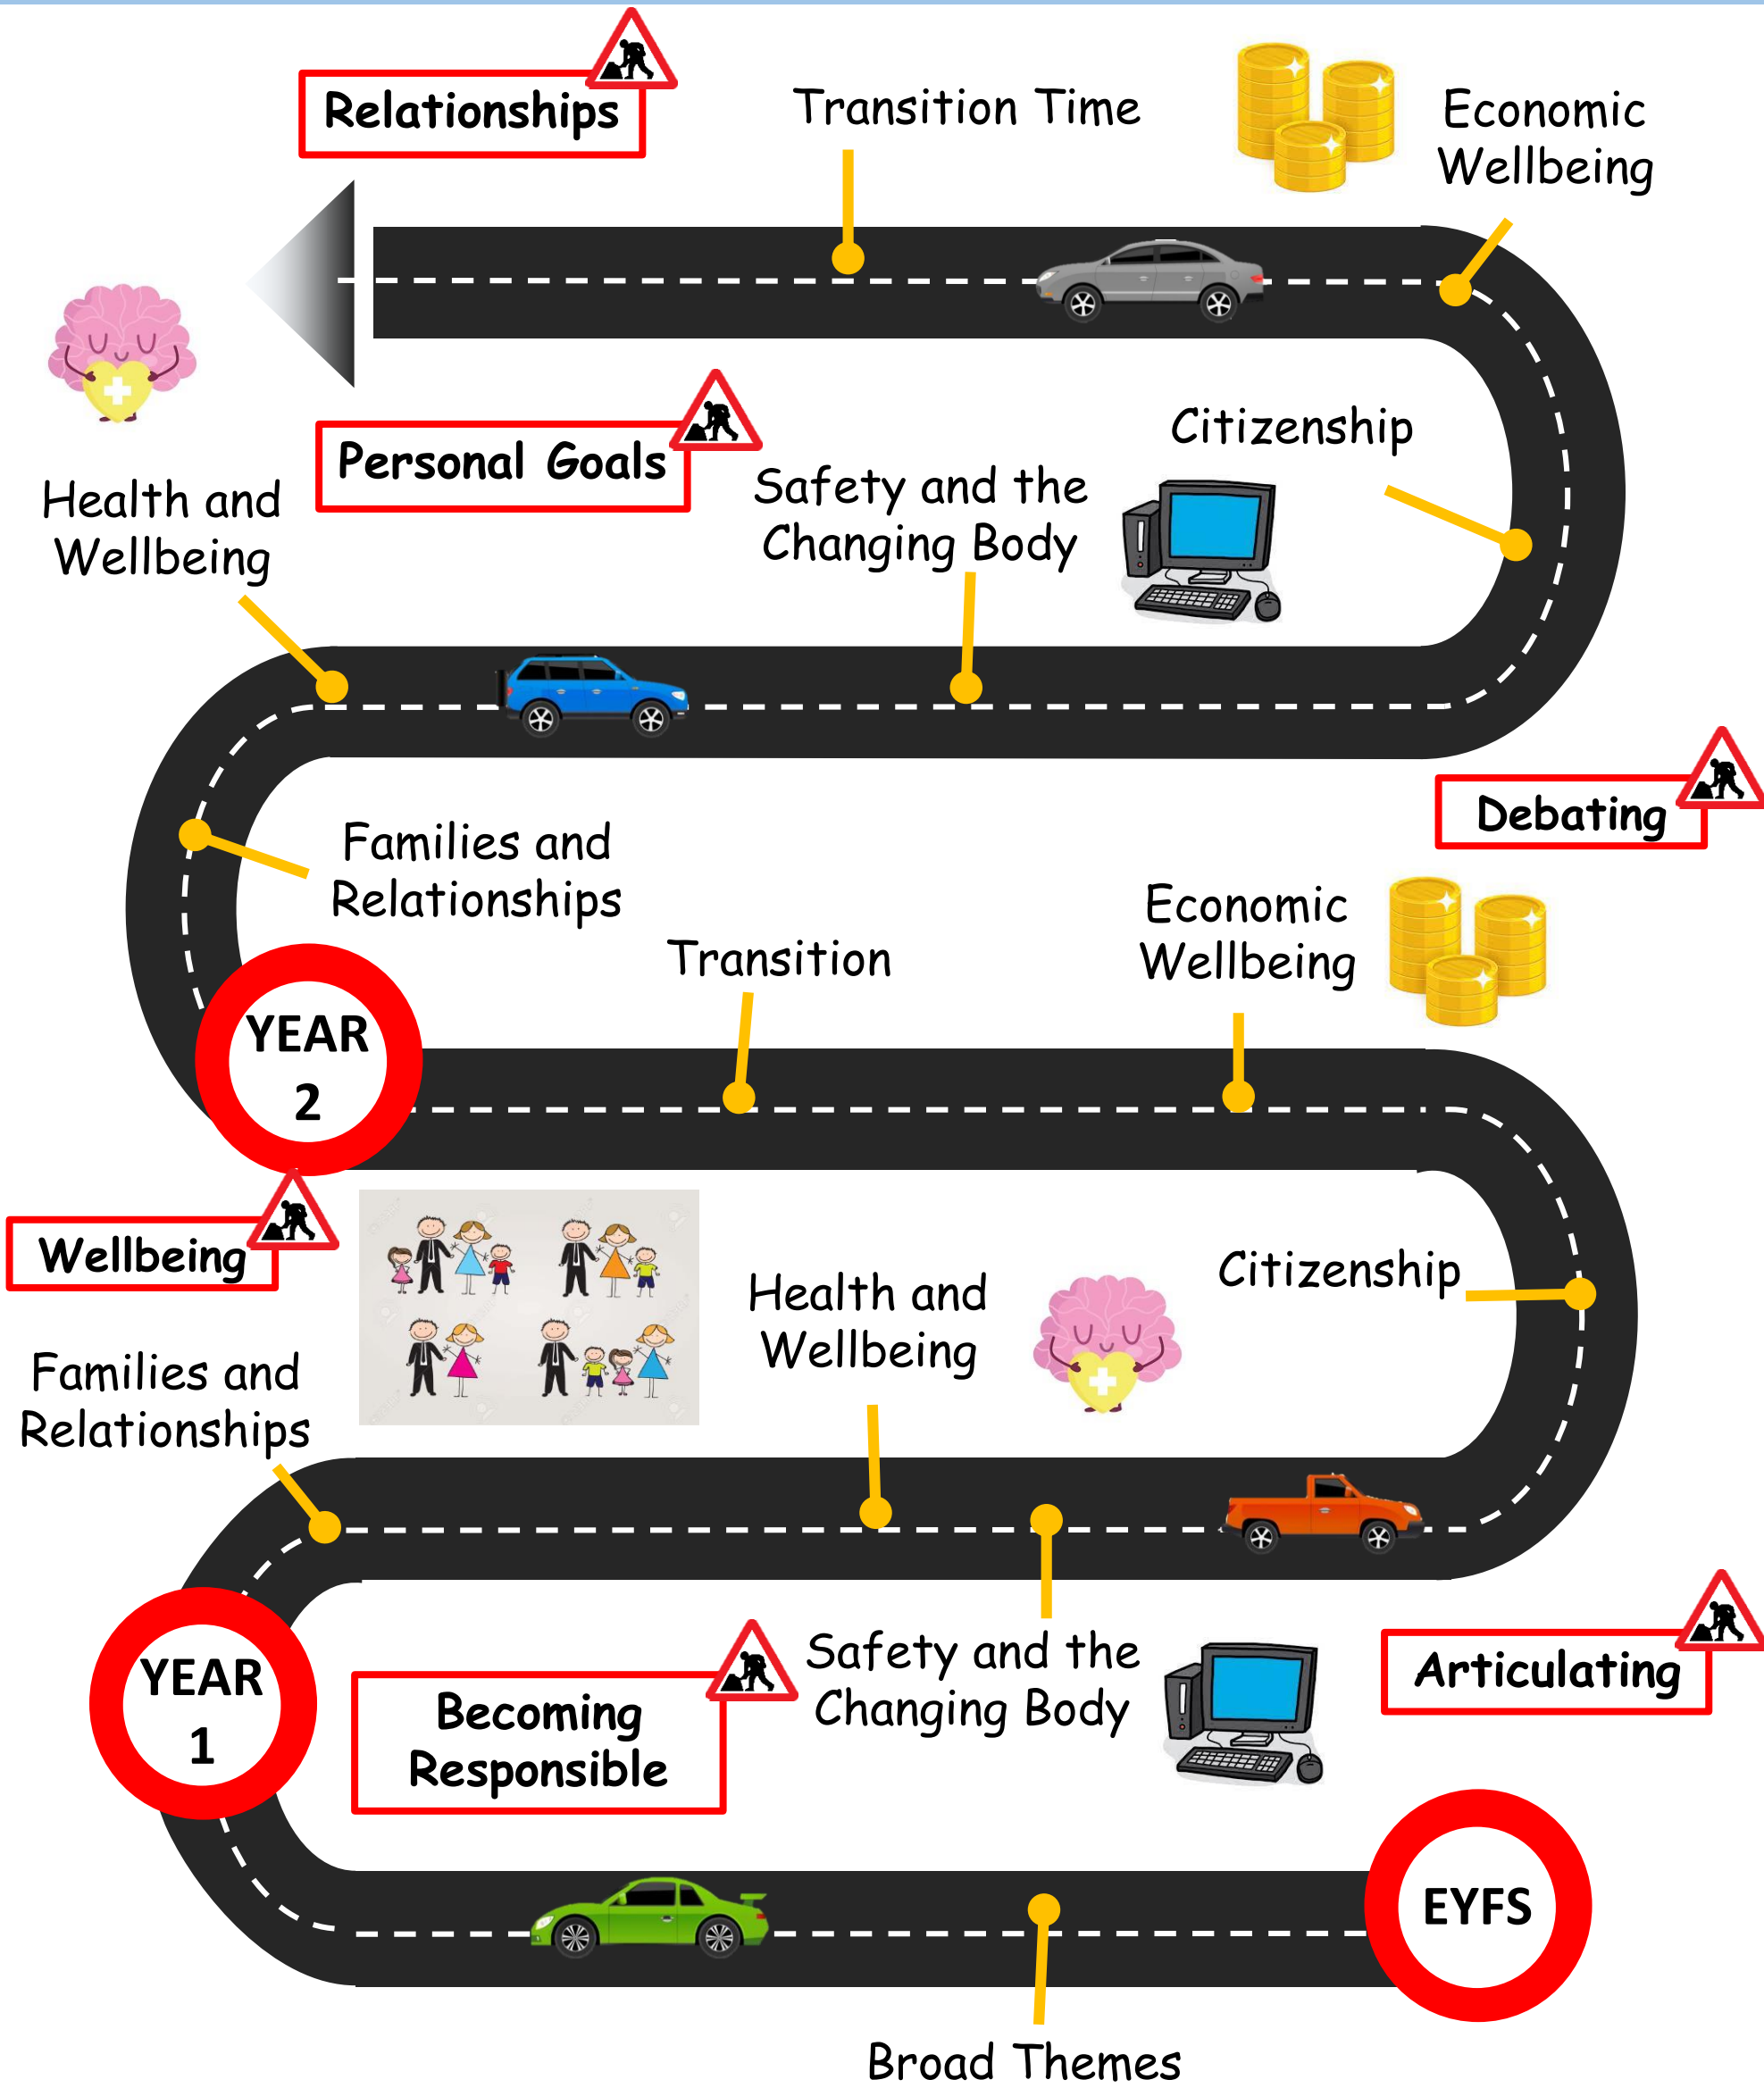 Relationships
Transition Time
Economic
Wellbeing
Citizenship
Personal Goals
Safety and the
Changing Body
Health and
Wellbeing
Debating
Families and
Relationships
Economic
Wellbeing
Transition
YEAR
2
Wellbeing
Citizenship
Health and
Wellbeing
Families and
Relationships
YEAR
1
Safety and the
Changing Body
Articulating
Becoming
Responsible
EYFS
Broad Themes